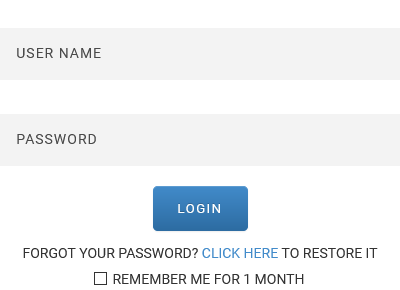 USER NAME
PASSWORD
LOGIN
FORGOT YOUR PASSWORD? CLICK HERE TO RESTORE IT
REMEMBER ME FOR 1 MONTH